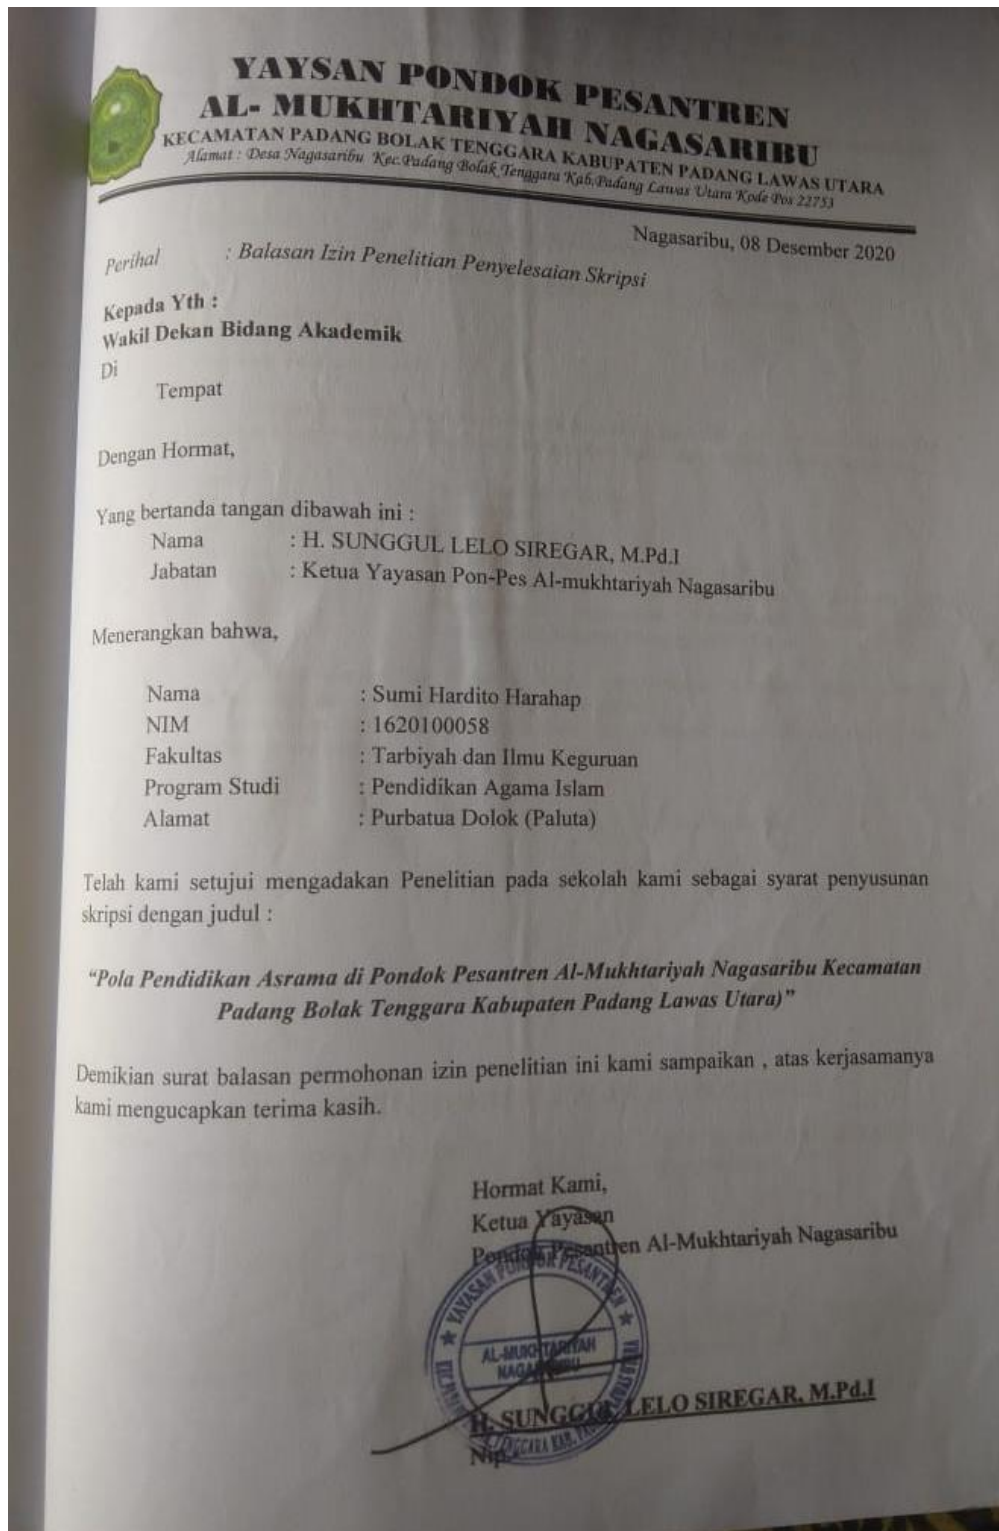 YAYSAN PONDOK PESANTREN
AL- MUKHTARIYAH NAGASARIBU
KECAMATAN PADANG BOLAK TENGGARA KABUPATEN PADANG LAWAS UTARA
Alamat : Desa Nagasaribu Kec.Padang Bolak Tenggara Kab.Padang Lawas Utara Kode Pos 22753
Nagasaribu, 08 Desember 2020
Perihal : Balasan Izin Penelitian Penyelesaian Skripsi
Kepada Yth :
Wakil Dekan Bidang Akademik
Di
Tempat
Dengan Hormat,
Yang bertanda tangan dibawah ini :
Nama : H. SUNGGUL LELO SIREGAR, M.Pd.I
Jabatan : Ketua Yayasan Pon-Pes Al-mukhtariyah Nagasaribu
Menerangkan bahwa,
Nama : Sumi Hardito Harahap
NIM : 1620100058
Fakultas : Tarbiyah dan Ilmu Keguruan
Program Studi : Pendidikan Agama Islam
Alamat : Purbatua Dolok (Paluta)
Telah kami setujui mengadakan Penelitian pada sekolah kami sebagai syarat penyusunan
skripsi dengan judul :
“Pola Pendidikan Asrama di Pondok Pesantren Al-Mukhtariyah Nagasaribu Kecamatan
Padang Bolak Tenggara Kabupaten Padang Lawas Utara)”
Demikian surat balasan permohonan izin penelitian ini kami sampaikan , atas kerjasamanya
kami mengucapkan terima kasih.
Hormat Kami,
Ketua Yayasan
Pondok Pesantren Al-Mukhtariyah Nagasaribu
YAYASAN PONDOK PESANTREN
AL-MUKHTARIYAH
NAGASARIBU
TENGGARA KAB.
H. SUNGGUL LELO SIREGAR, M.Pd.I
Nip.